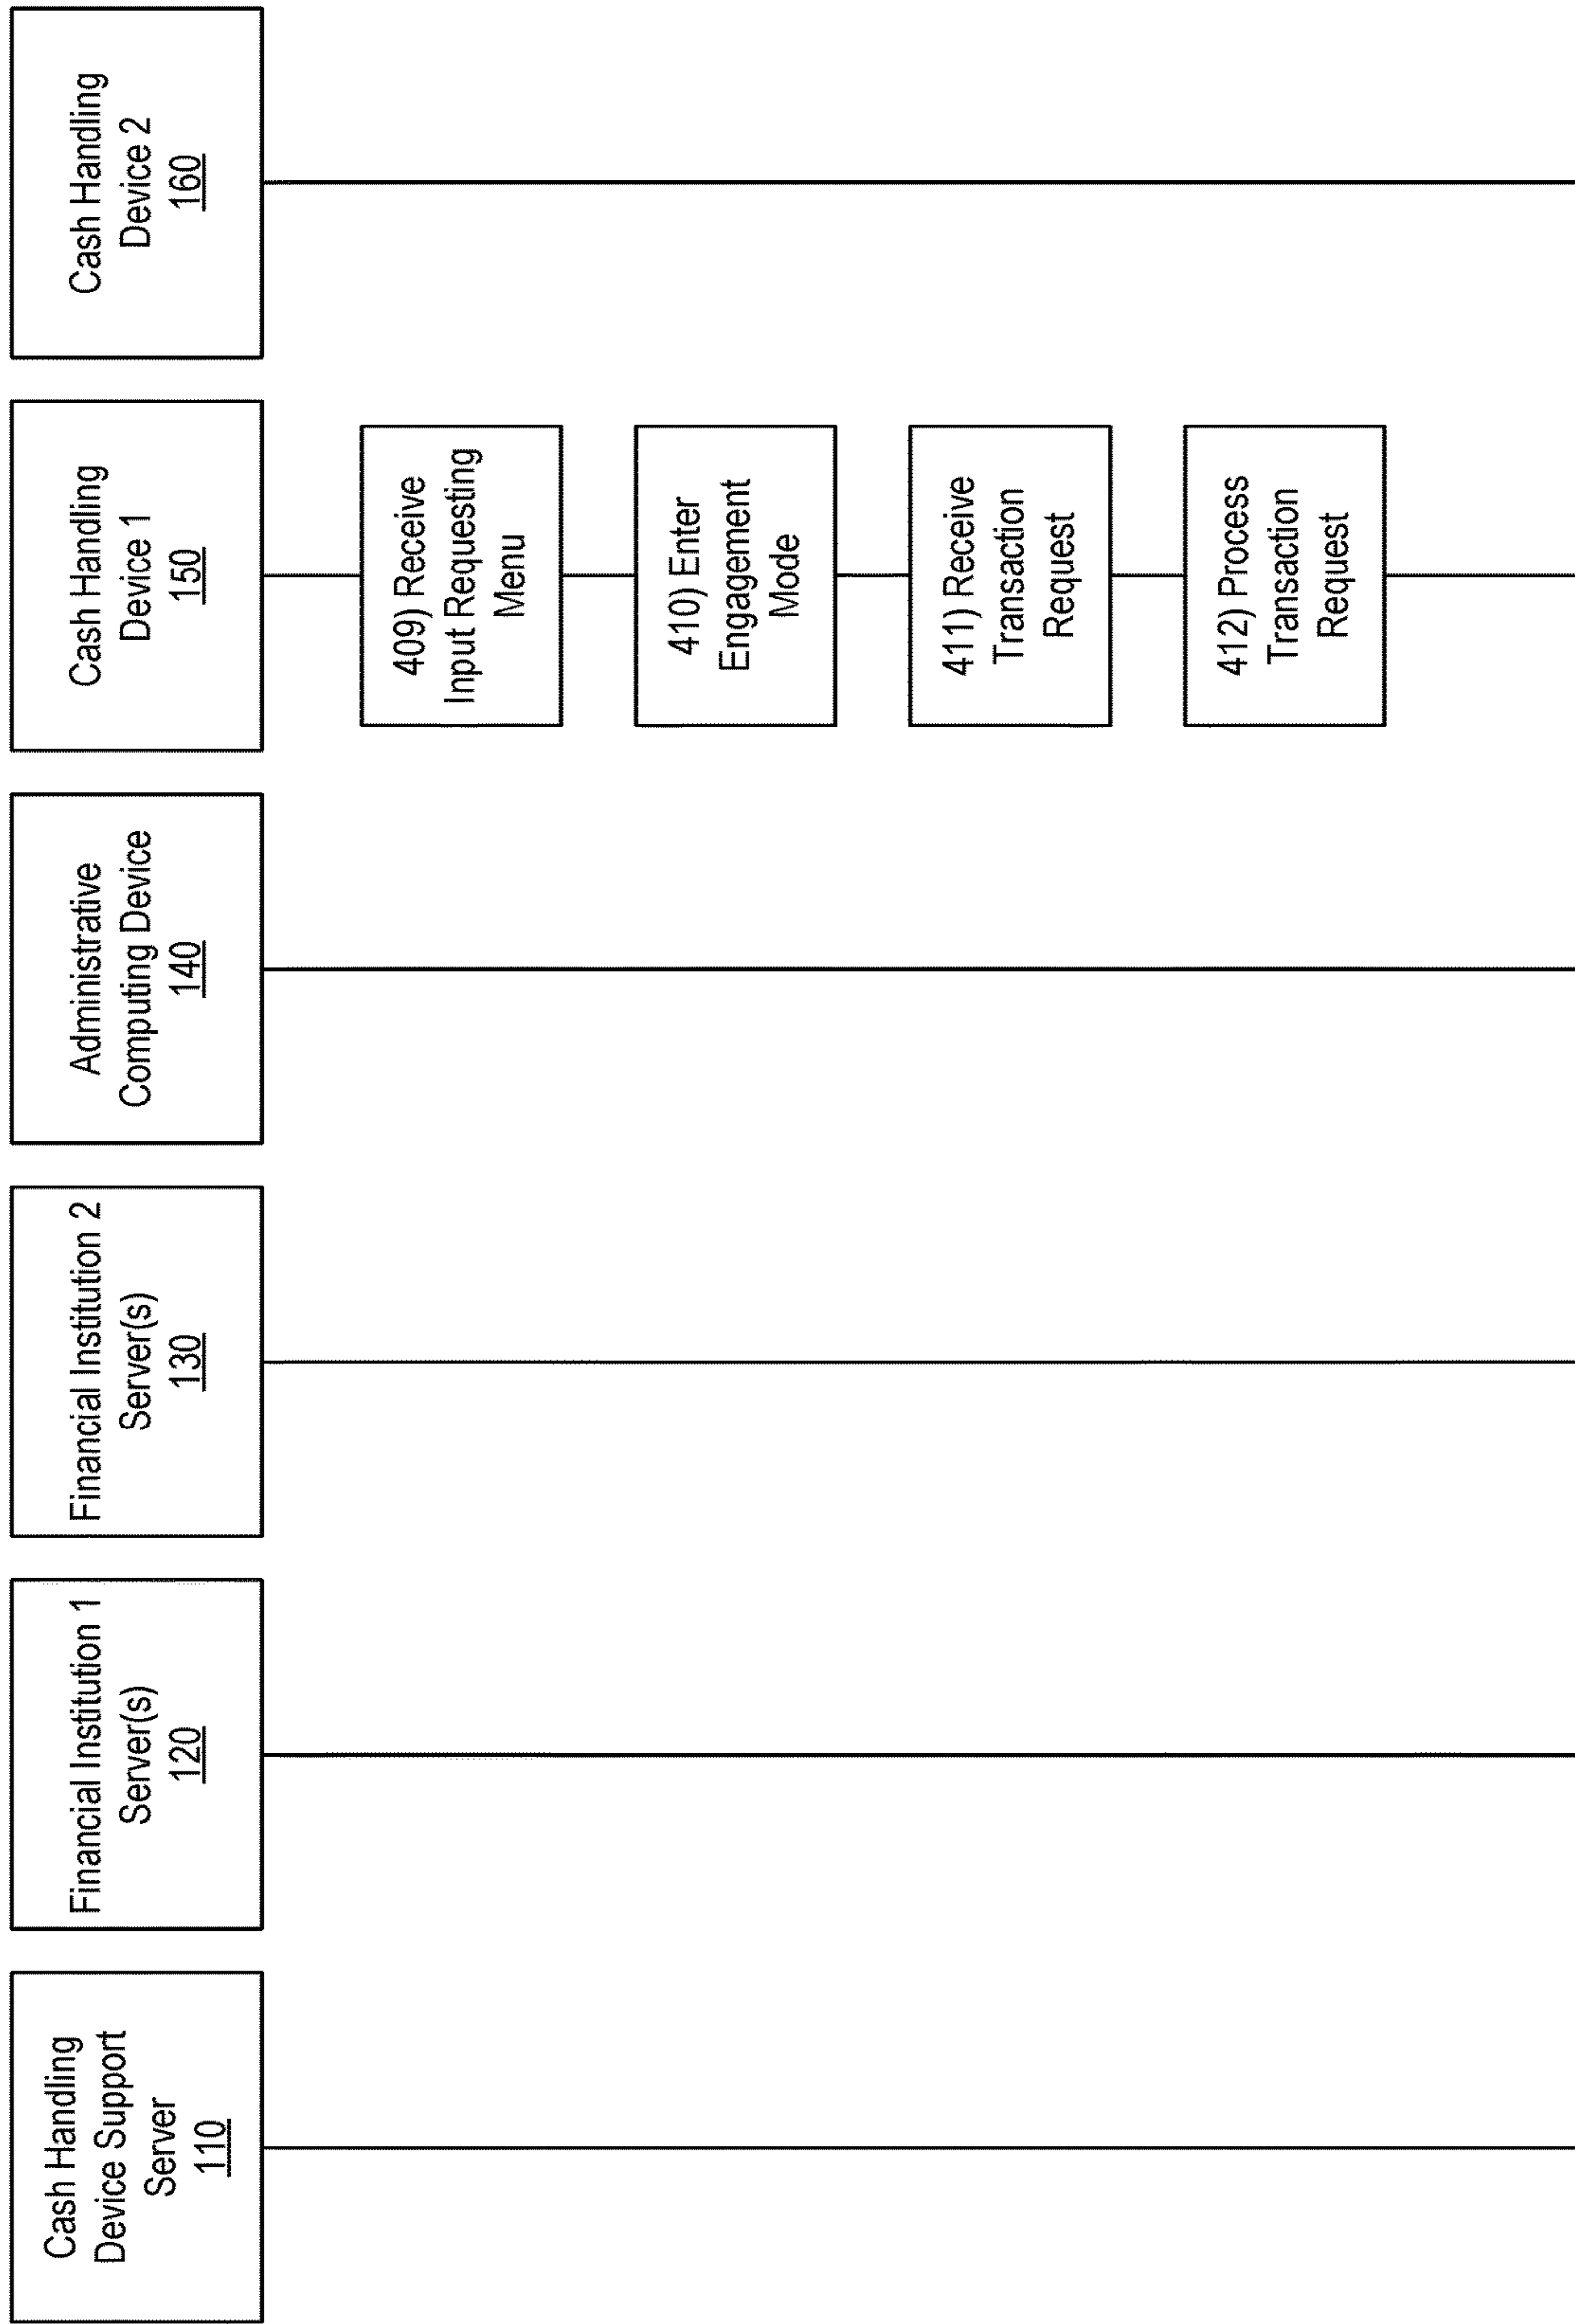 Cash Handling
Device Support
Server
110
Financial Institution 1
Server(s)
120
Financial Institution 2
Server(s)
130
Administrative
Computing Device
140
Cash Handling
Device 1
150
Cash Handling
Device 2
160
409) Receive
Input Requesting
Menu
410) Enter
Engagement
Mode
411) Receive
Transaction
Request
412) Process
Transaction
Request